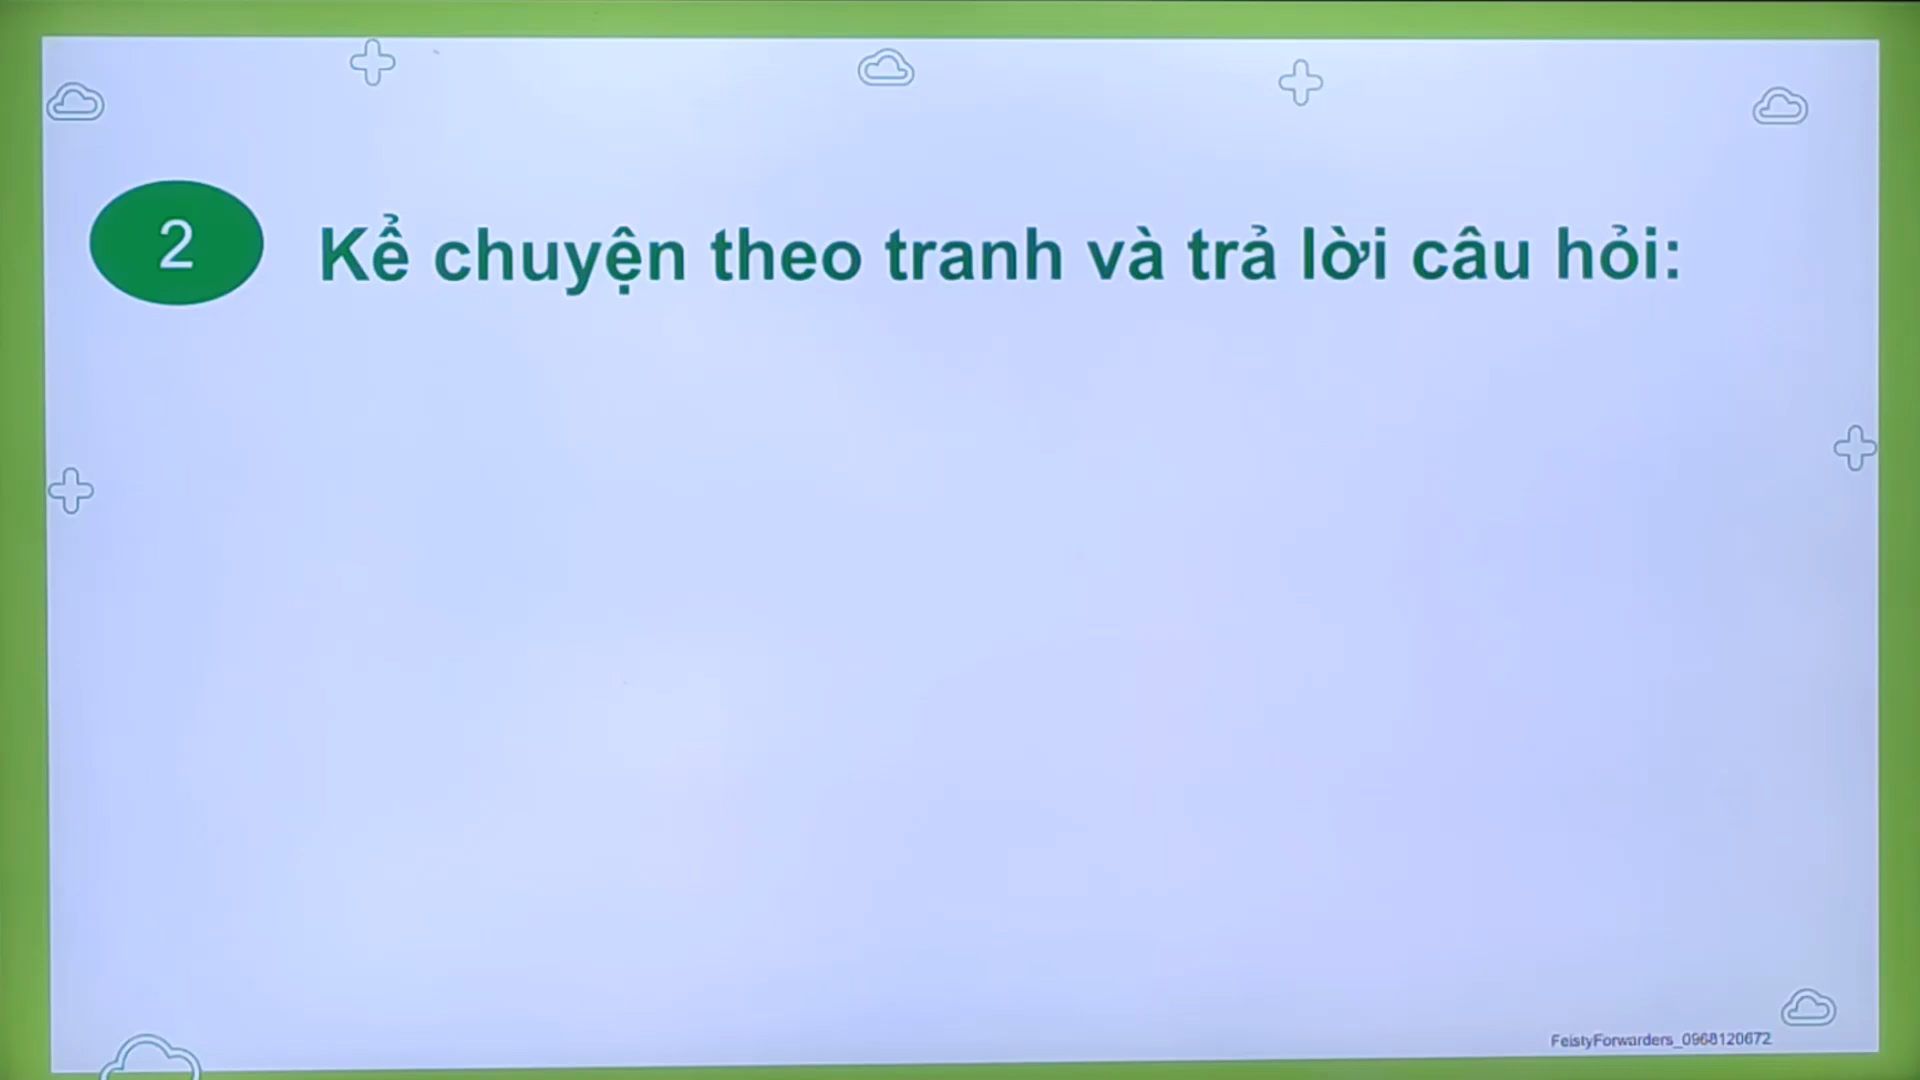 2
Kể chuyện theo tranh và trả lời câu hỏi:
FeistyForwarders_0968120672